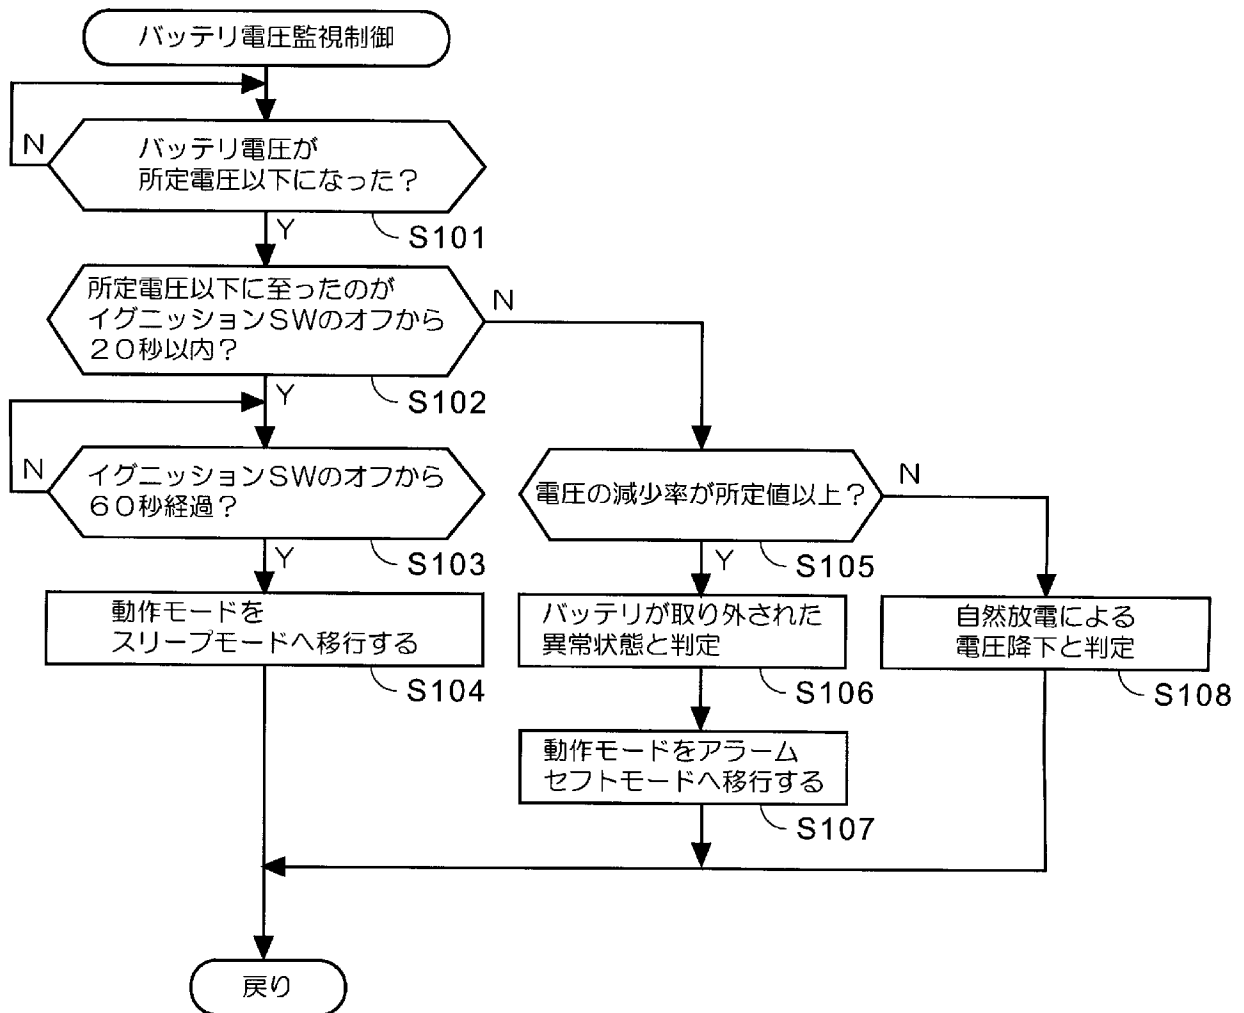 バッテリ電圧監視制御
N
バッテリ電圧が
所定電圧以下になった？
Y
S101
所定電圧以下に至ったのが
イグニッションSWのオフから
２０秒以内？
N
Y
S102
N
イグニッションSWのオフから
６０秒経過？
Y
S103
電圧の減少率が所定値以上？
N
Y
S105
動作モードを
スリープモードへ移行する
S104
バッテリが取り外された
異常状態と判定
S106
自然放電による
電圧降下と判定
S108
動作モードをアラーム
セフトモードへ移行する
S107
戻り